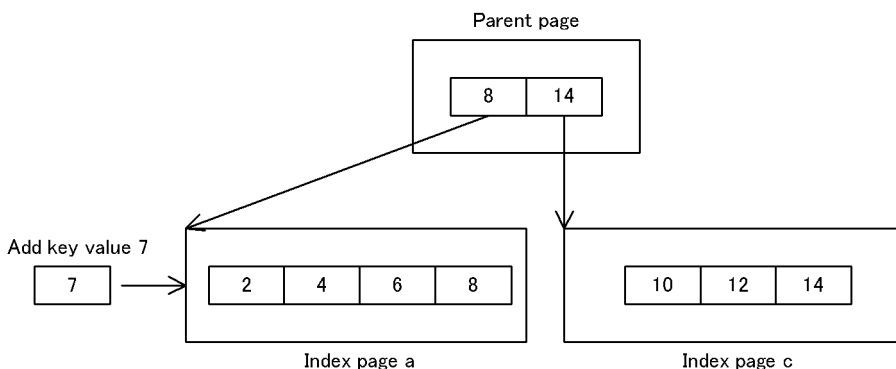 Parent page
8 14
Add key value 7
7
2 4 6 8
10 12 14
Index page a
Index page c